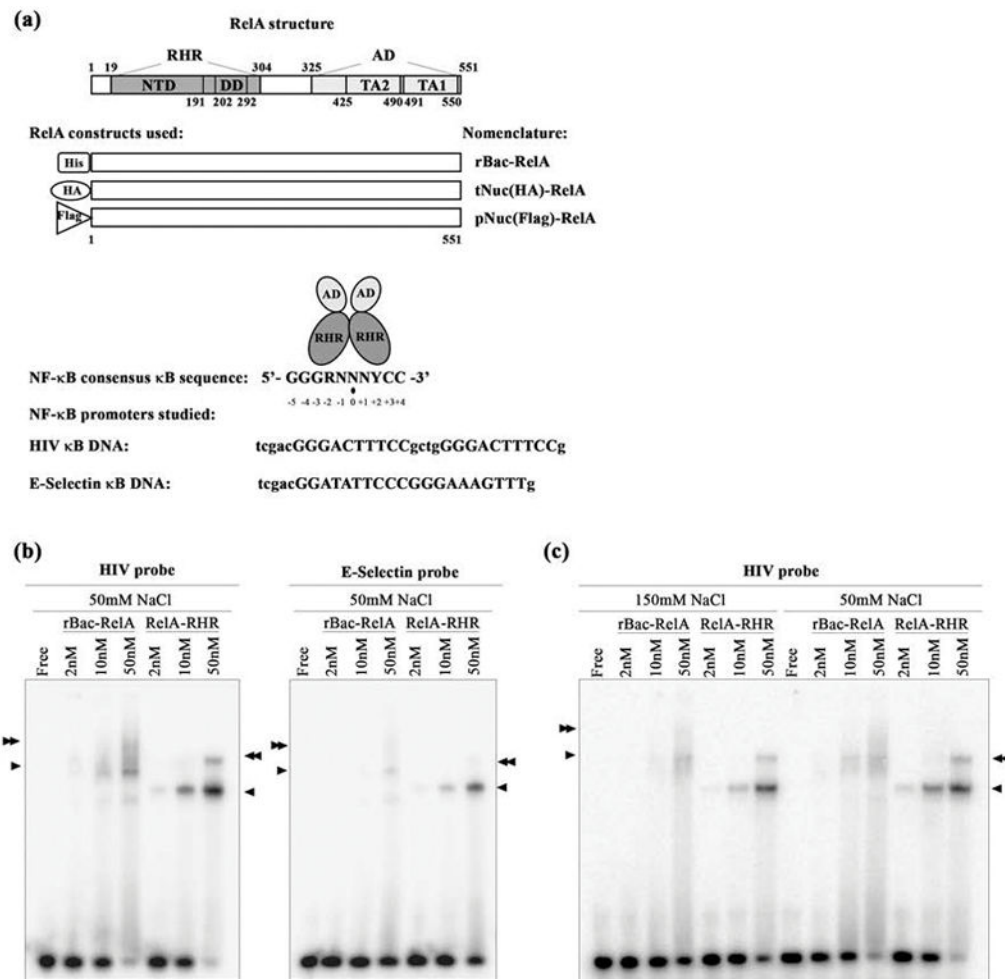 (a)
RelA structure
RHR AD
1 19 304 325 551
NTD DD TA2 TA1
191 202 292 425 490 491 550
RelA constructs used: Nomenclature:
His rBac-RelA
HA tNuc(HA)-RelA
Flag pNuc(Flag)-RelA
1 551
AD AD
RHR RHR
NF-κB consensus κB sequence: 5'- GGGRNNNYCC -3'
-5 -4 -3 -2 -1 0 +1 +2 +3 +4
NF-κB promoters studied:
HIV κB DNA: tcgacGGGACTTTCCgctgGGGACTTTCCg
E-Selectin κB DNA: tcgacGGATATTCCCGGGAAAGTTTg
(b)
HIV probe
50mM NaCl
rBac-RelA RelA-RHR
Free 2nM 10nM 50nM 2nM 10nM 50nM
E-Selectin probe
50mM NaCl
rBac-RelA RelA-RHR
Free 2nM 10nM 50nM 2nM 10nM 50nM
(c)
HIV probe
150mM NaCl 50mM NaCl
rBac-RelA RelA-RHR rBac-RelA RelA-RHR
Free 2nM 10nM 50nM 2nM 10nM 50nM Free 2nM 10nM 50nM 2nM 10nM 50nM